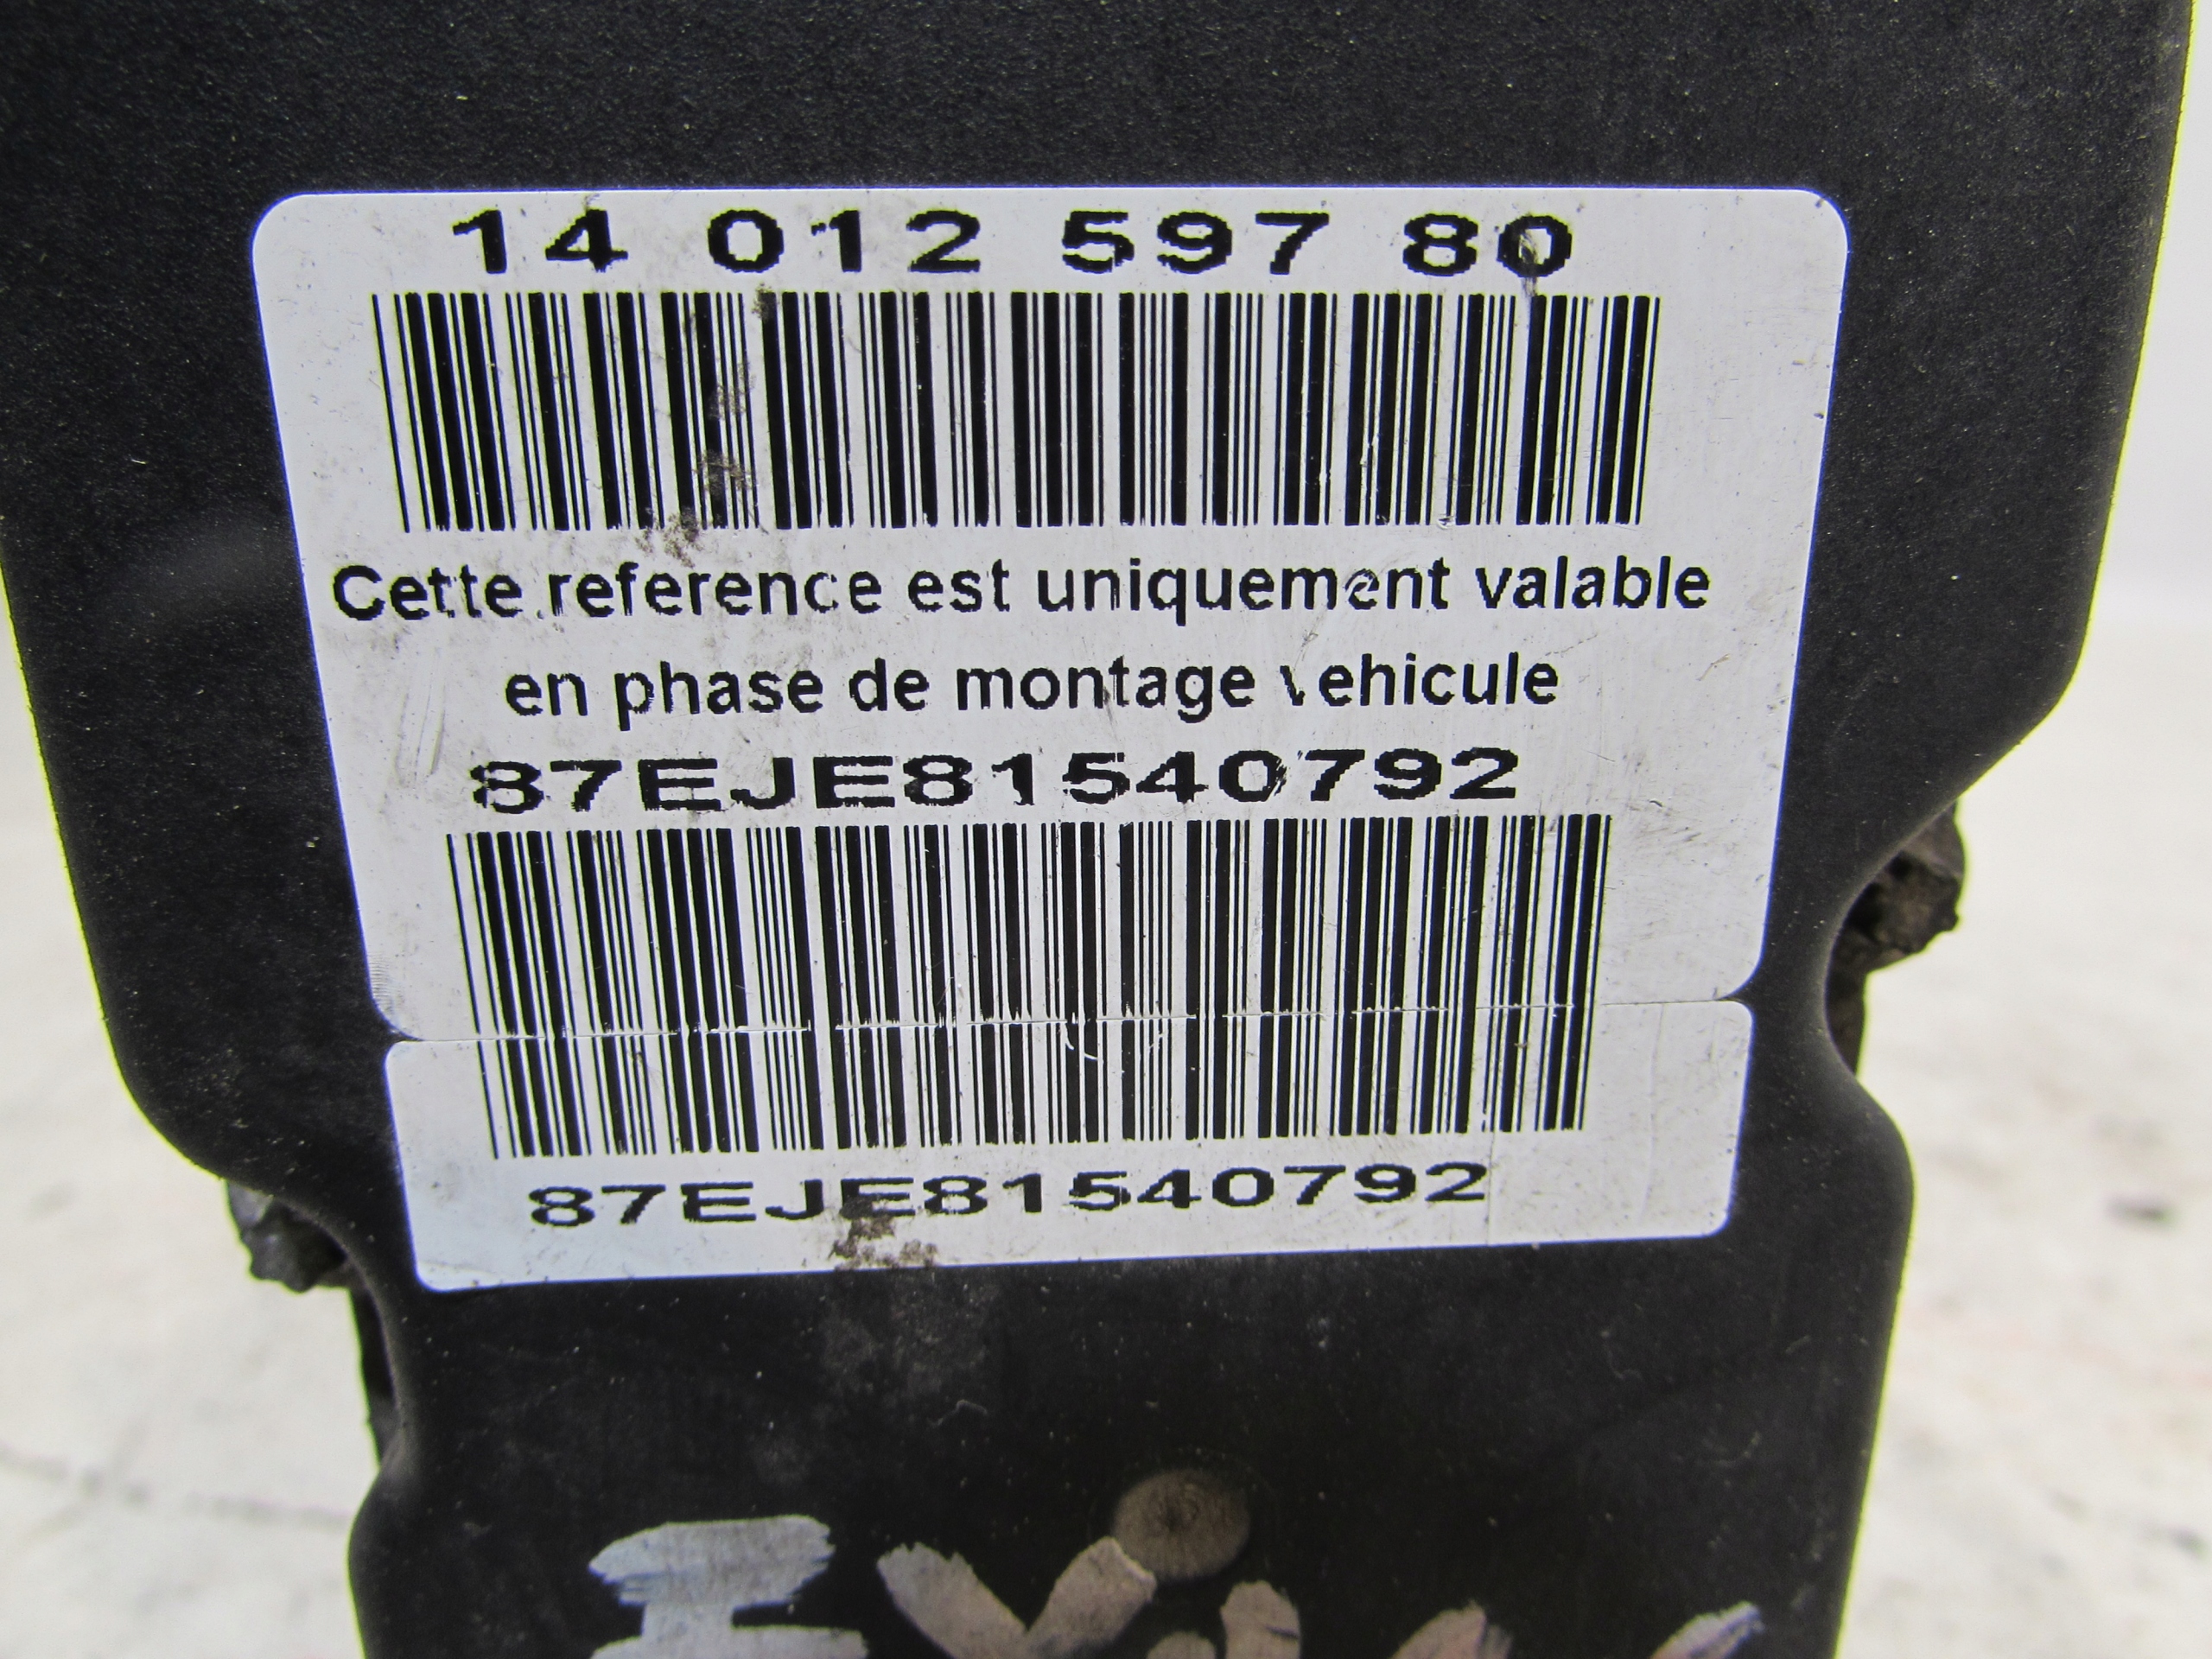 14 012 597 80
Cette reference est uniquement valable
en phase de montage vehicule
87EJE81540792
87EJE81540792